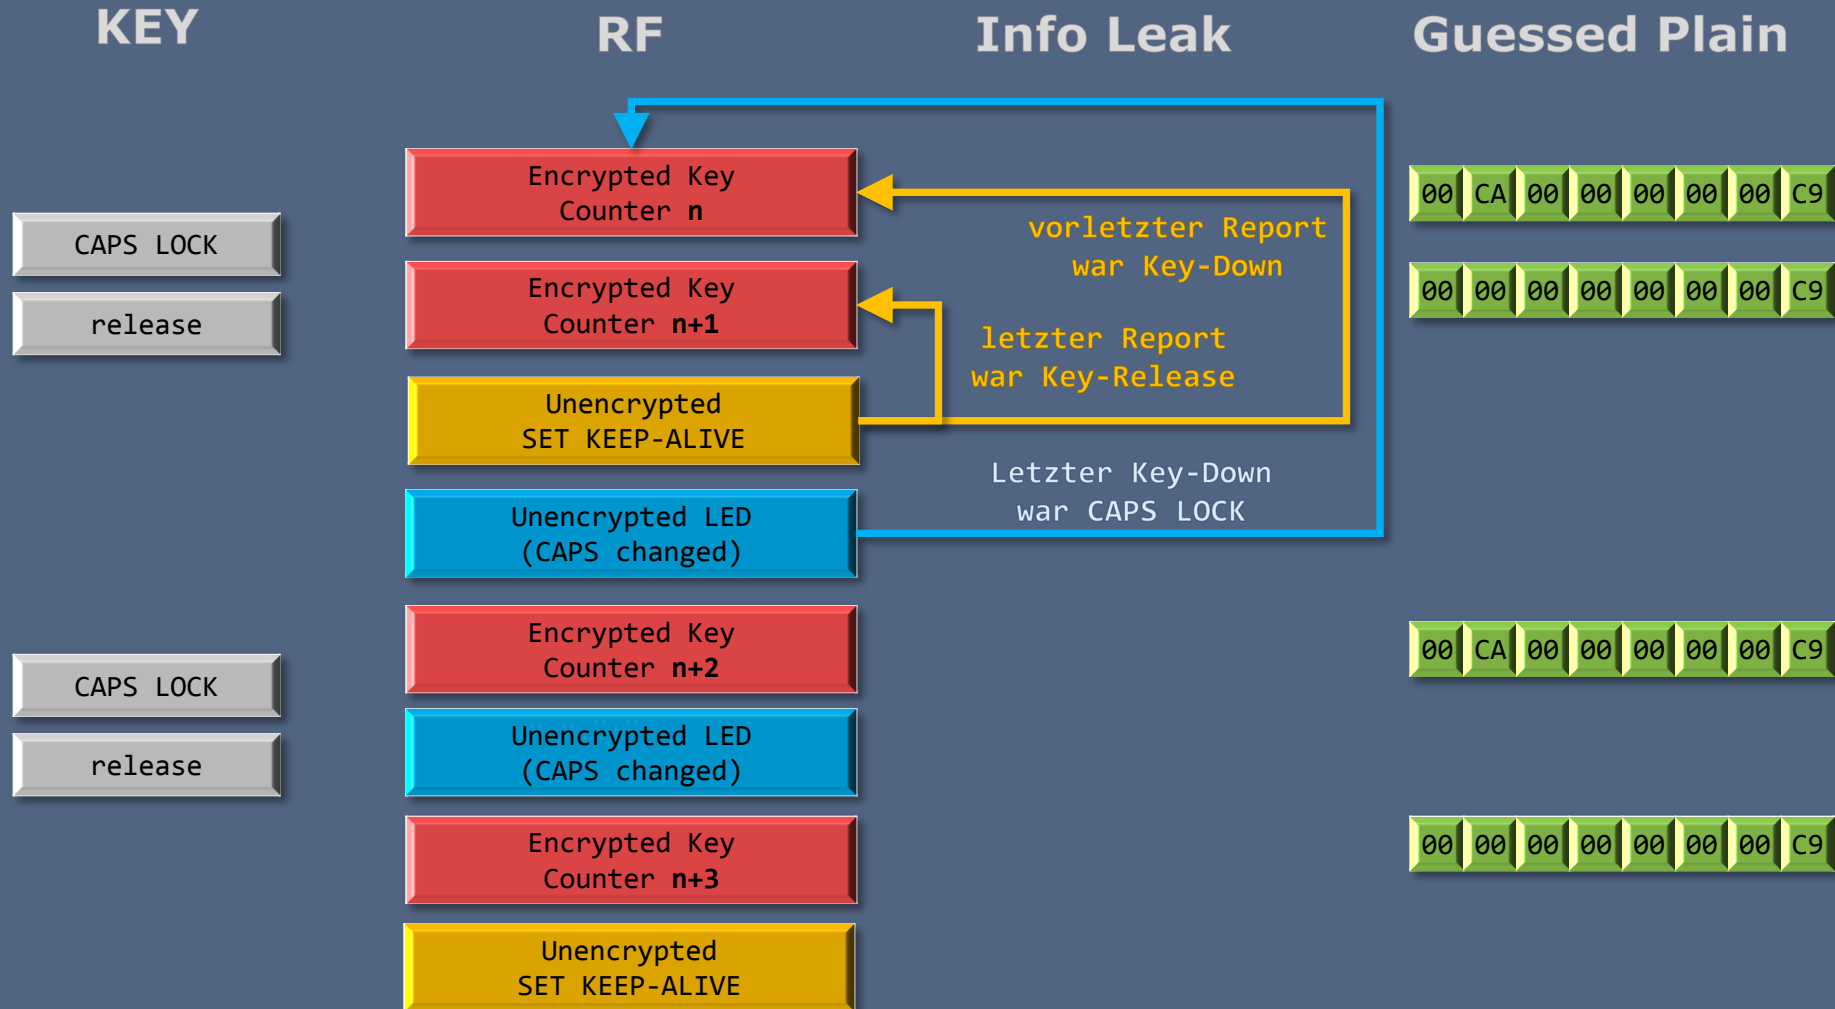 KEY
RF
Info Leak
Guessed Plain
Encrypted Key
Counter n
00 CA 00 00 00 00 00 C9
CAPS LOCK
vorletzter Report
war Key-Down
Encrypted Key
Counter n+1
00 00 00 00 00 00 00 C9
release
letzter Report
war Key-Release
Unencrypted
SET KEEP-ALIVE
Letzter Key-Down
war CAPS LOCK
Unencrypted LED
(CAPS changed)
Encrypted Key
Counter n+2
00 CA 00 00 00 00 00 C9
CAPS LOCK
Unencrypted LED
(CAPS changed)
release
Encrypted Key
Counter n+3
00 00 00 00 00 00 00 C9
Unencrypted
SET KEEP-ALIVE